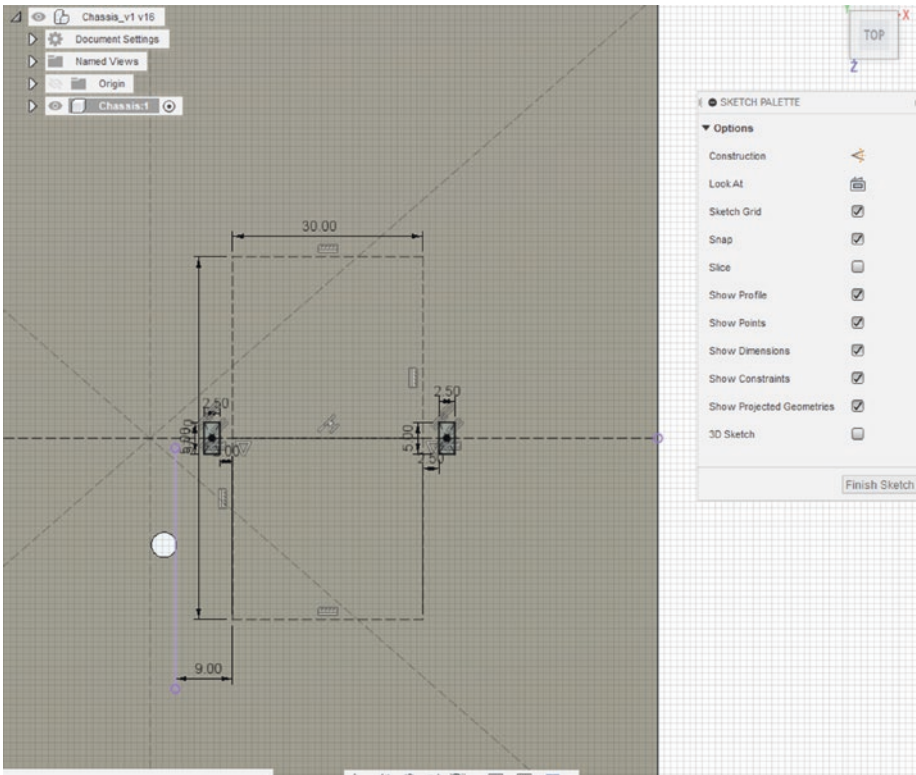 Chassis_v1 v16
Document Settings
Named Views
Origin
Chassis:1
X
TOP
Z
SKETCH PALETTE
Options
Construction
Look At
Sketch Grid
Snap
Slice
Show Profile
Show Points
Show Dimensions
Show Constraints
Show Projected Geometries
3D Sketch
Finish Sketch
30.00
2.50
2.50
5.00
9.00